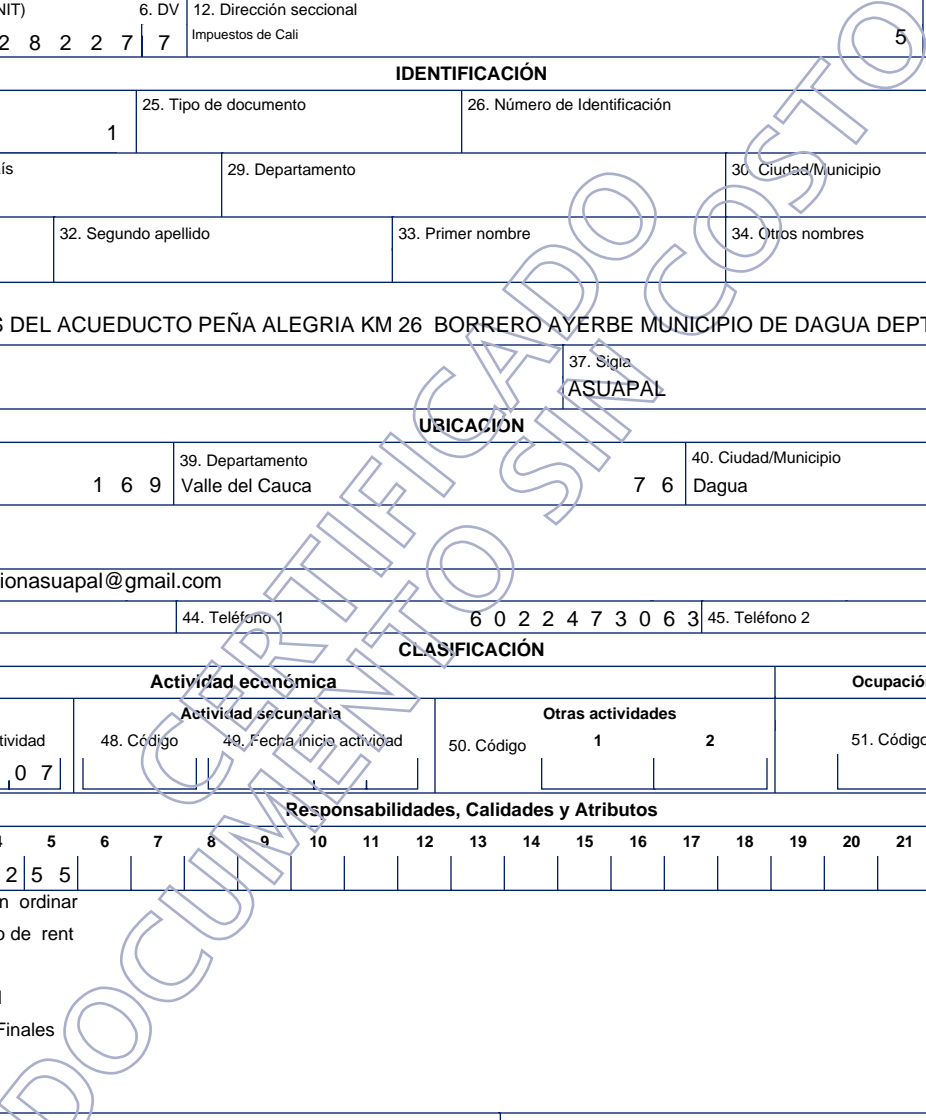 NIT) 6. DV 12. Dirección seccional
2 8 2 2 7 7 Impuestos de Cali 5
IDENTIFICACIÓN
25. Tipo de documento 26. Número de Identificación
1
ís 29. Departamento 30. Ciudad/Municipio
32. Segundo apellido 33. Primer nombre 34. Otros nombres
S DEL ACUEDUCTO PEÑA ALEGRIA KM 26 BORRERO AYERBE MUNICIPIO DE DAGUA DEPT
37. Sigla
ASUAPAL
UBICACIÓN
39. Departamento 40. Ciudad/Municipio
1 6 9 Valle del Cauca 7 6 Dagua
ionasuapal@gmail.com
44. Teléfono 1 6 0 2 2 4 7 3 0 6 3 45. Teléfono 2
CLASIFICACIÓN
Actividad económica Ocupación
Actividad secundaria Otras actividades
tividad 48. Código 49. Fecha inicio actividad 50. Código 1 2 51. Código
0 7
Responsabilidades, Calidades y Atributos
4 5 6 7 8 9 10 11 12 13 14 15 16 17 18 19 20 21
2 5 5
n ordinar
o de rent
Finales
CERTIFICADO
DOCUMENTO SIN COSTO